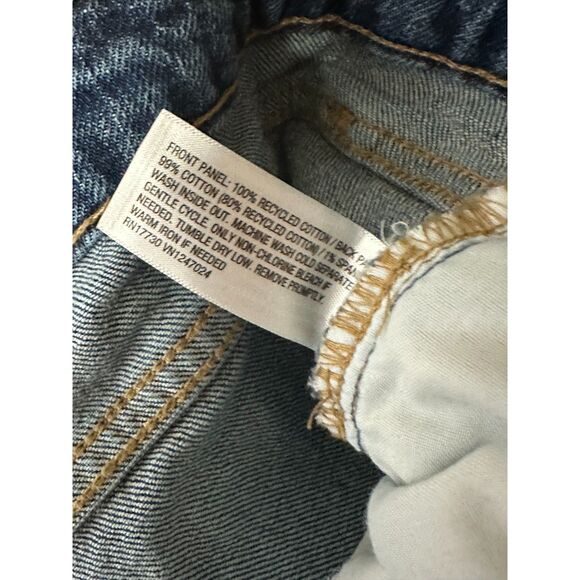 FRONT PANEL: 100% RECYCLED COTTON / BACK
99% COTTON (80% RECYCLED COTTON) / 1% SPAN
WASH INSIDE OUT. MACHINE WASH COLD SEPARATE
GENTLE CYCLE. ONLY NON-CHLORINE BLEACH IF
NEEDED. TUMBLE DRY LOW. REMOVE PROMPTLY.
WARM IRON IF NEEDED
RN17730 VN1247024